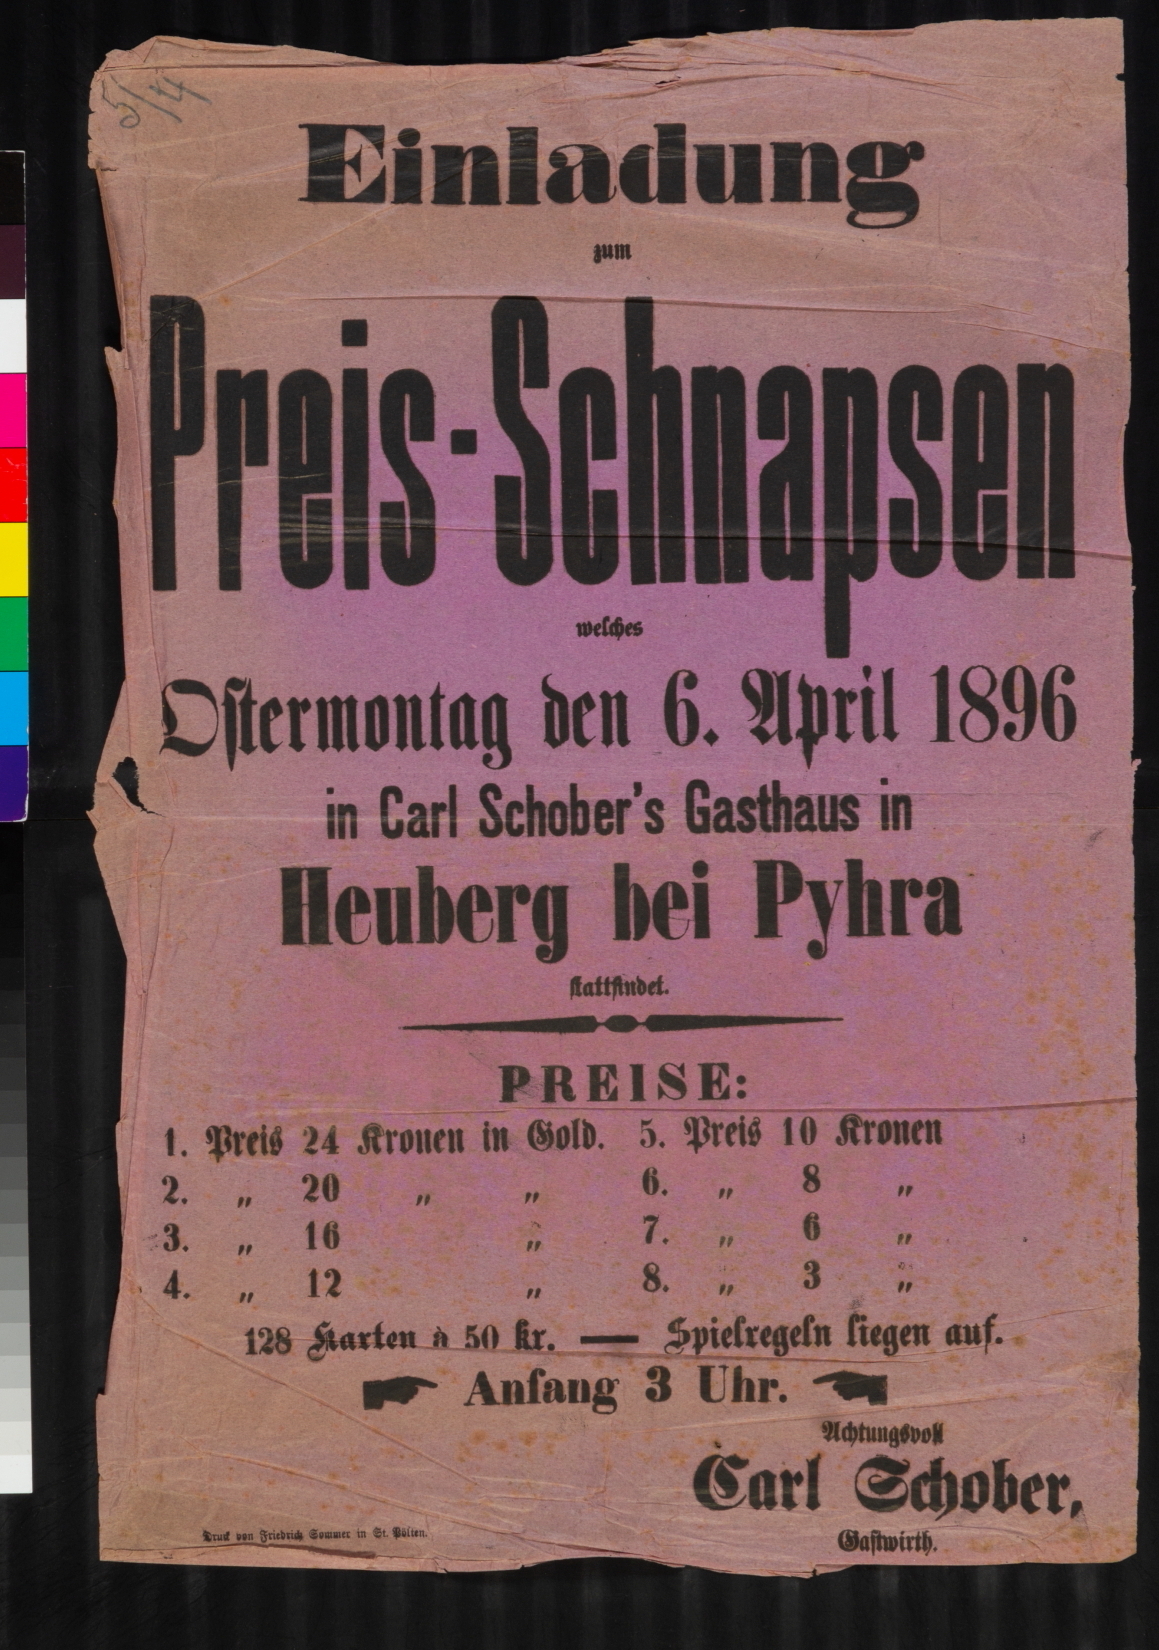 5/4
Einladung
zum
Preis-Schnapsen
welches
Ostermontag den 6. April 1896
in Carl Schober's Gasthaus in
Heuberg bei Pyhra
stattfindet.
PREISE:
1. Preis 24 Kronen in Gold. 5. Preis 10 Kronen
2. „ 20 „ „ 6. „ 8 „
3. „ 16 „ 7. „ 6 „
4. „ 12 „ 8. „ 3 „
128 Karten à 50 kr. — Spielregeln liegen auf.
Anfang 3 Uhr.
Achtungsvoll
Carl Schober,
Gastwirth.
Druck von Friedrich Sommer in St. Pölten.